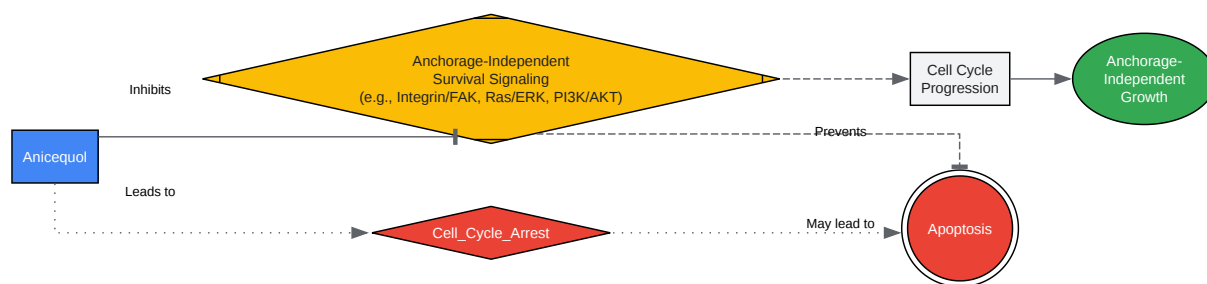 Anchorage-Independent
Survival Signaling
(e.g., Integrin/FAK, Ras/ERK, PI3K/AKT)
Cell Cycle
Progression
Anchorage-
Independent
Growth
Inhibits
Prevents
Anicequol
Leads to
May lead to
Cell_Cycle_Arrest
Apoptosis